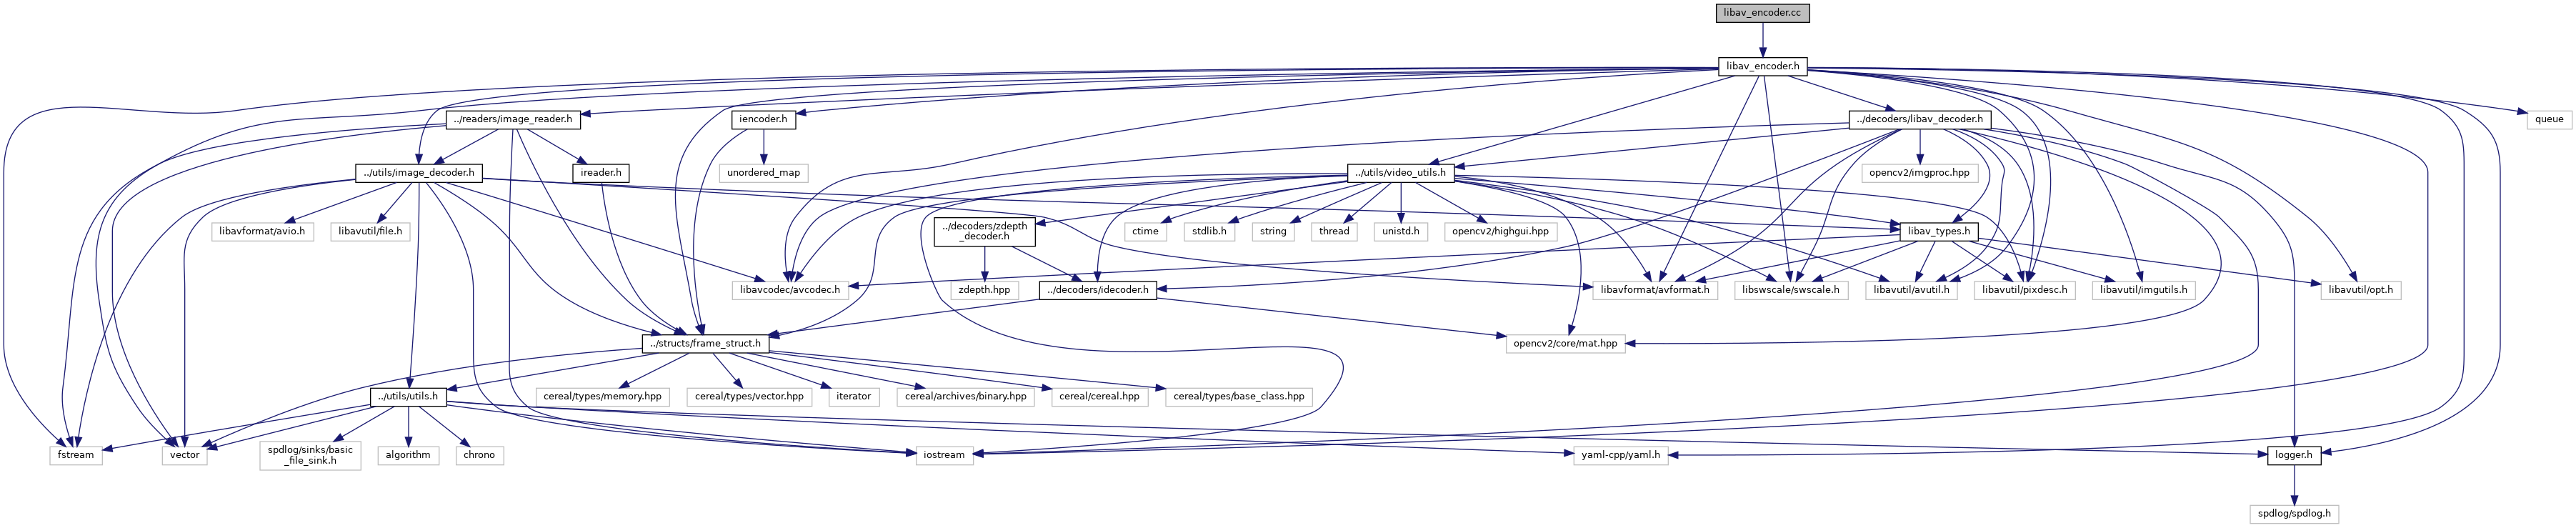 libav_encoder.cc
libav_encoder.h
../readers/image_reader.h
iencoder.h
../decoders/libav_decoder.h
queue
../utils/image_decoder.h
ireader.h
unordered_map
../utils/video_utils.h
opencv2/imgproc.hpp
libavformat/avio.h
libavutil/file.h
../decoders/zdepth
_decoder.h
ctime
stdlib.h
string
thread
unistd.h
opencv2/highgui.hpp
libav_types.h
libavcodec/avcodec.h
zdepth.hpp
../decoders/idecoder.h
libavformat/avformat.h
libswscale/swscale.h
libavutil/avutil.h
libavutil/pixdesc.h
libavutil/imgutils.h
libavutil/opt.h
../structs/frame_struct.h
opencv2/core/mat.hpp
../utils/utils.h
cereal/types/memory.hpp
cereal/types/vector.hpp
iterator
cereal/archives/binary.hpp
cereal/cereal.hpp
cereal/types/base_class.hpp
fstream
vector
spdlog/sinks/basic
_file_sink.h
algorithm
chrono
iostream
yaml-cpp/yaml.h
logger.h
spdlog/spdlog.h